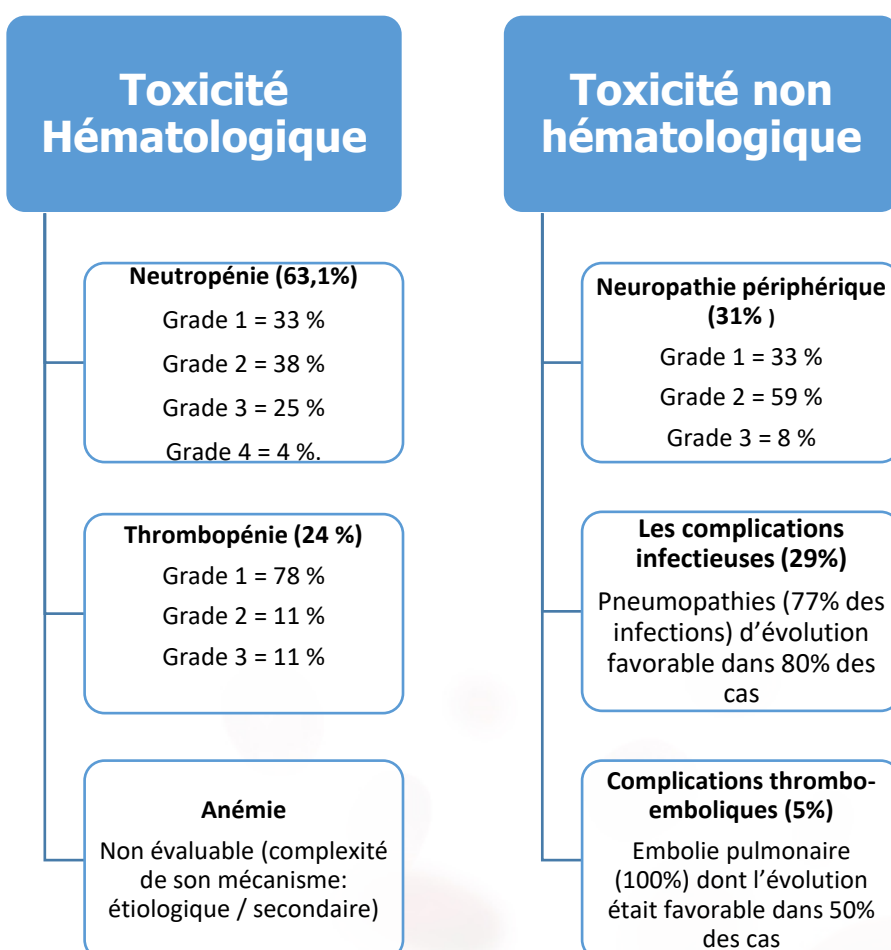 Toxicité
Hématologique
Neutropénie (63,1%)
Grade 1 = 33 %
Grade 2 = 38 %
Grade 3 = 25 %
Grade 4 = 4 %.
Thrombopénie (24 %)
Grade 1 = 78 %
Grade 2 = 11 %
Grade 3 = 11 %
Anémie
Non évaluable (complexité
de son mécanisme:
étiologique / secondaire)
Toxicité non
hématologique
Neuropathie périphérique
(31% )
Grade 1 = 33 %
Grade 2 = 59 %
Grade 3 = 8 %
Les complications
infectieuses (29%)
Pneumopathies (77% des
infections) d’évolution
favorable dans 80% des
cas
Complications thrombo-
emboliques (5%)
Embolie pulmonaire
(100%) dont l’évolution
était favorable dans 50%
des cas